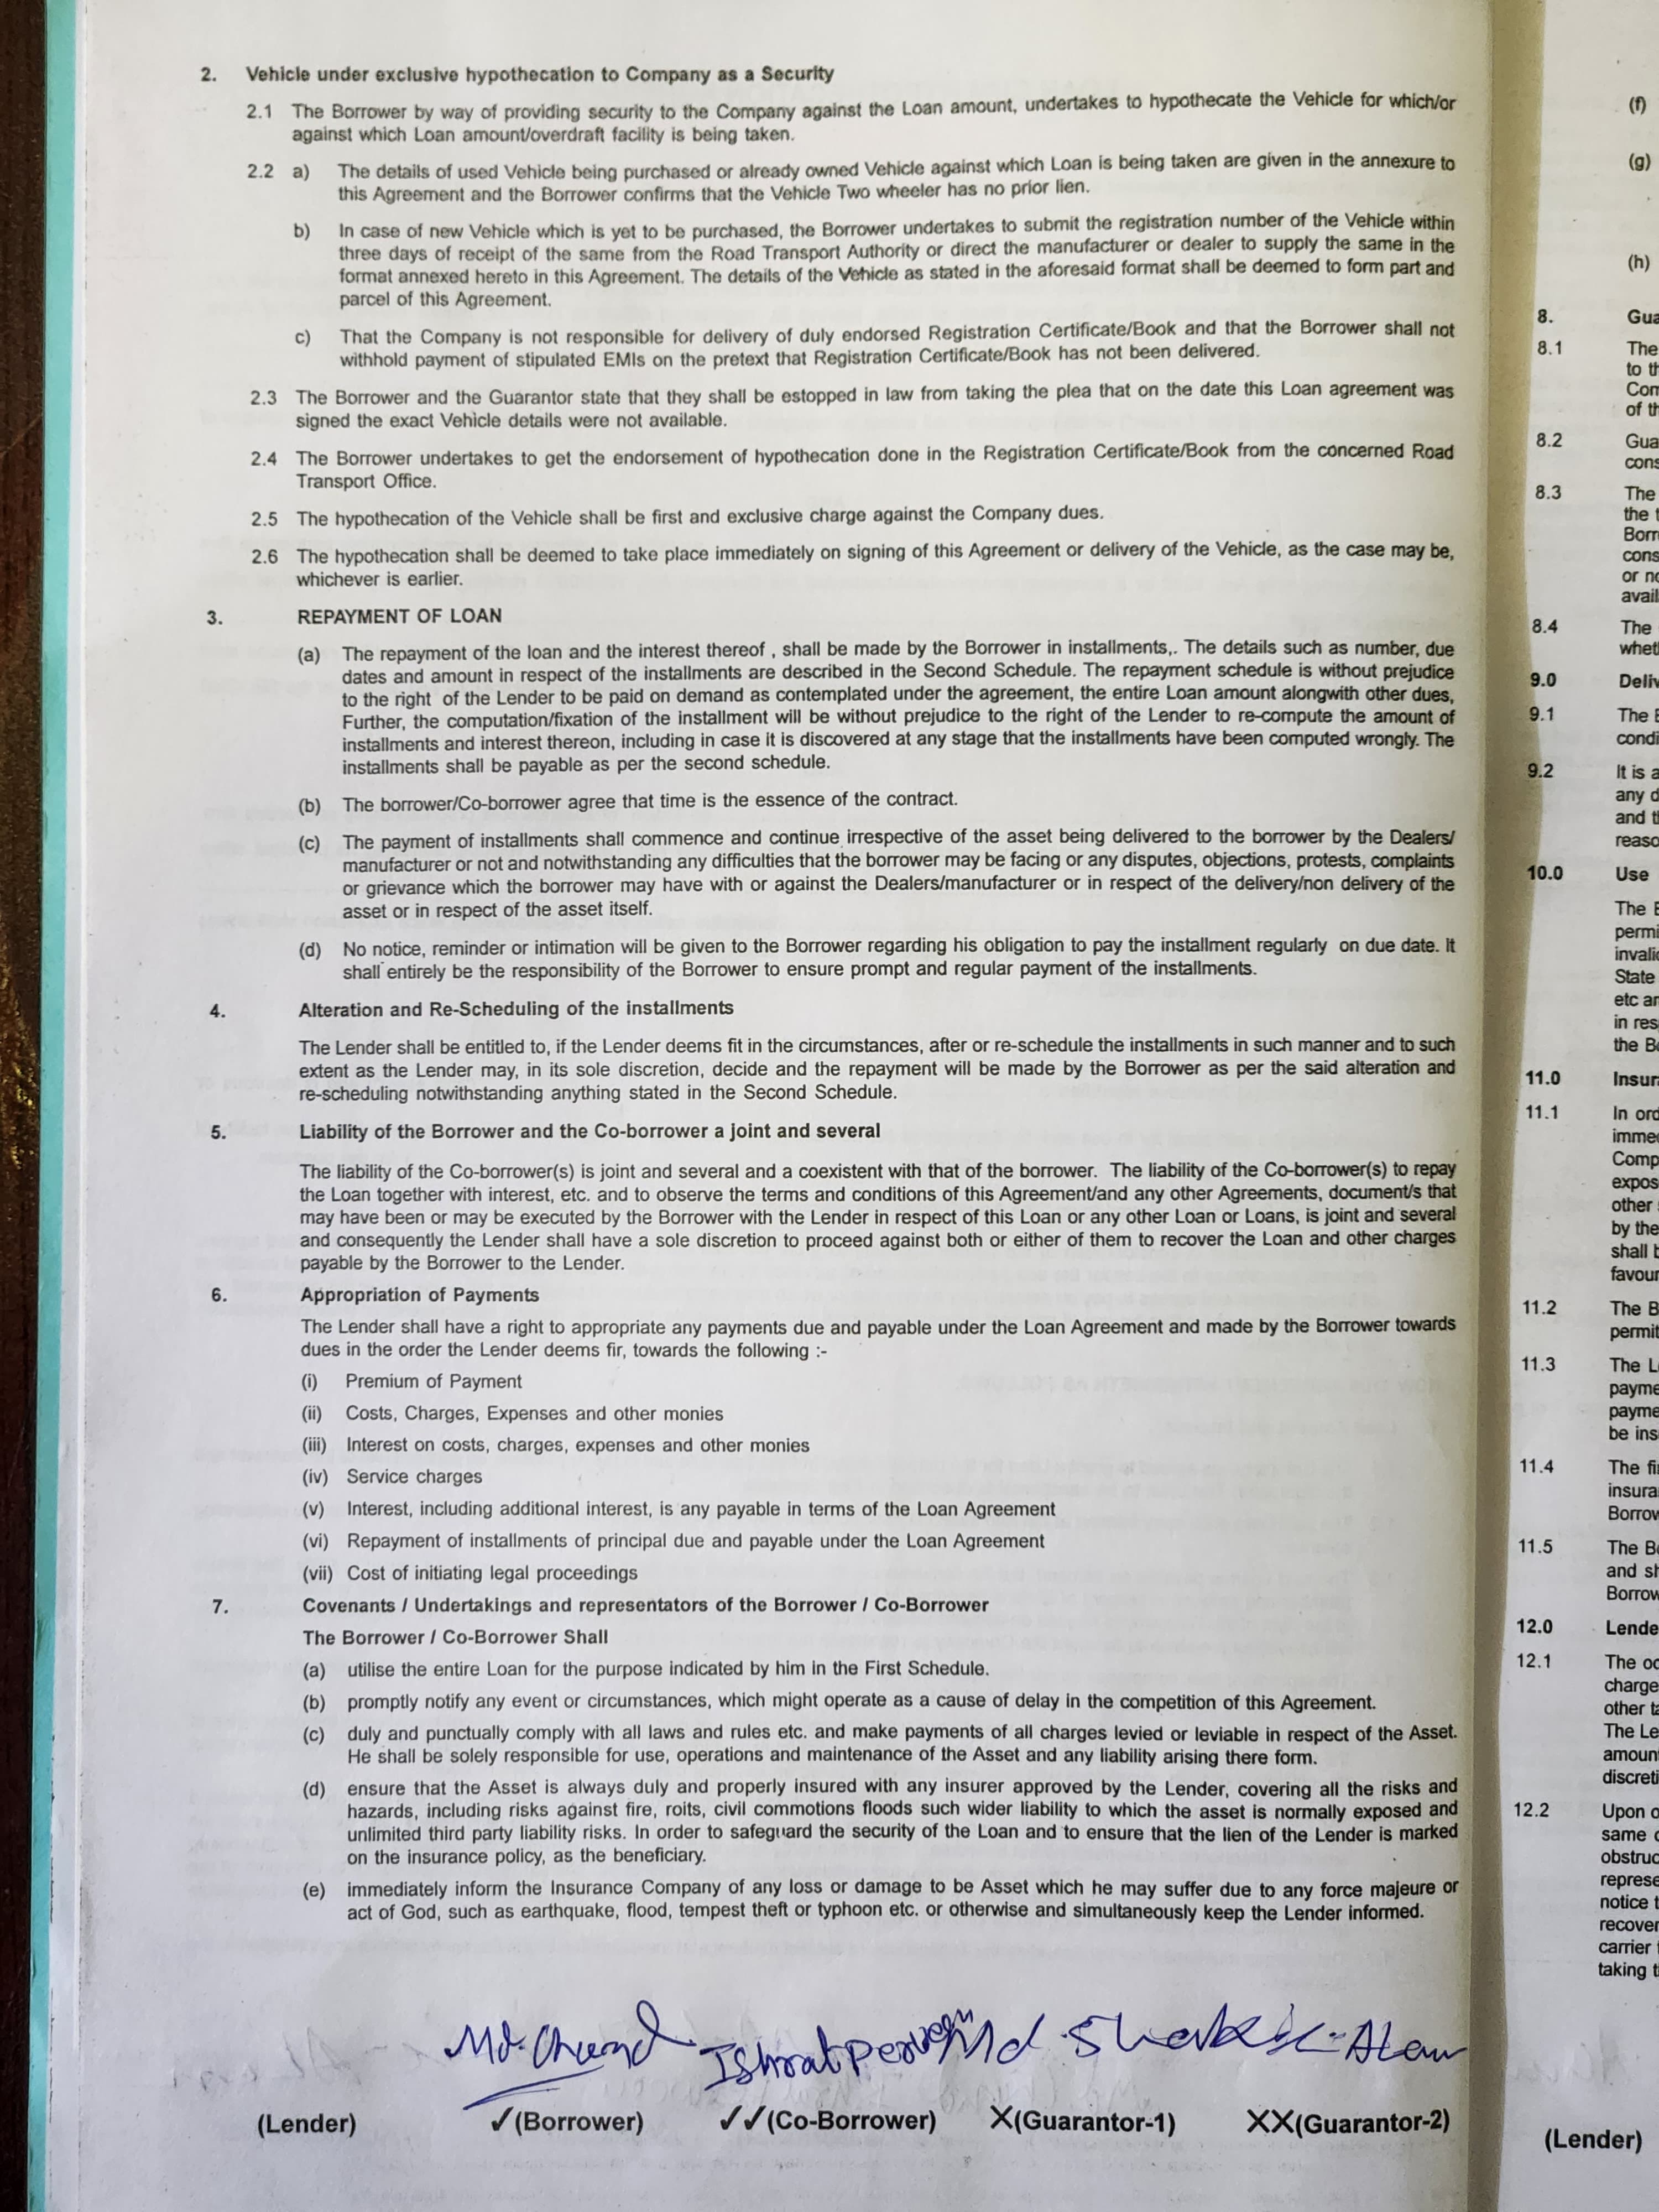 2. Vehicle under exclusive hypothecation to Company as a Security
2.1 The Borrower by way of providing security to the Company against the Loan amount, undertakes to hypothecate the Vehicle for which/or
against which Loan amount/overdraft facility is being taken.
2.2 a) The details of used Vehicle being purchased or already owned Vehicle against which Loan is being taken are given in the annexure to
this Agreement and the Borrower confirms that the Vehicle Two wheeler has no prior lien.
b) In case of new Vehicle which is yet to be purchased, the Borrower undertakes to submit the registration number of the Vehicle within
three days of receipt of the same from the Road Transport Authority or direct the manufacturer or dealer to supply the same in the
format annexed hereto in this Agreement. The details of the Vehicle as stated in the aforesaid format shall be deemed to form part and
parcel of this Agreement.
c) That the Company is not responsible for delivery of duly endorsed Registration Certificate/Book and that the Borrower shall not
withhold payment of stipulated EMIs on the pretext that Registration Certificate/Book has not been delivered.
2.3 The Borrower and the Guarantor state that they shall be estopped in law from taking the plea that on the date this Loan agreement was
signed the exact Vehicle details were not available.
2.4 The Borrower undertakes to get the endorsement of hypothecation done in the Registration Certificate/Book from the concerned Road
Transport Office.
2.5 The hypothecation of the Vehicle shall be first and exclusive charge against the Company dues.
2.6 The hypothecation shall be deemed to take place immediately on signing of this Agreement or delivery of the Vehicle, as the case may be,
whichever is earlier.
3. REPAYMENT OF LOAN
(a) The repayment of the loan and the interest thereof , shall be made by the Borrower in installments,. The details such as number, due
dates and amount in respect of the installments are described in the Second Schedule. The repayment schedule is without prejudice
to the right of the Lender to be paid on demand as contemplated under the agreement, the entire Loan amount alongwith other dues,
Further, the computation/fixation of the installment will be without prejudice to the right of the Lender to re-compute the amount of
installments and interest thereon, including in case it is discovered at any stage that the installments have been computed wrongly. The
installments shall be payable as per the second schedule.
(b) The borrower/Co-borrower agree that time is the essence of the contract.
(c) The payment of installments shall commence and continue irrespective of the asset being delivered to the borrower by the Dealers/
manufacturer or not and notwithstanding any difficulties that the borrower may be facing or any disputes, objections, protests, complaints
or grievance which the borrower may have with or against the Dealers/manufacturer or in respect of the delivery/non delivery of the
asset or in respect of the asset itself.
(d) No notice, reminder or intimation will be given to the Borrower regarding his obligation to pay the installment regularly on due date. It
shall entirely be the responsibility of the Borrower to ensure prompt and regular payment of the installments.
4. Alteration and Re-Scheduling of the installments
The Lender shall be entitled to, if the Lender deems fit in the circumstances, after or re-schedule the installments in such manner and to such
extent as the Lender may, in its sole discretion, decide and the repayment will be made by the Borrower as per the said alteration and
re-scheduling notwithstanding anything stated in the Second Schedule.
5. Liability of the Borrower and the Co-borrower a joint and several
The liability of the Co-borrower(s) is joint and several and a coexistent with that of the borrower. The liability of the Co-borrower(s) to repay
the Loan together with interest, etc. and to observe the terms and conditions of this Agreement/and any other Agreements, document/s that
may have been or may be executed by the Borrower with the Lender in respect of this Loan or any other Loan or Loans, is joint and several
and consequently the Lender shall have a sole discretion to proceed against both or either of them to recover the Loan and other charges
payable by the Borrower to the Lender.
6. Appropriation of Payments
The Lender shall have a right to appropriate any payments due and payable under the Loan Agreement and made by the Borrower towards
dues in the order the Lender deems fir, towards the following :-
(i) Premium of Payment
(ii) Costs, Charges, Expenses and other monies
(iii) Interest on costs, charges, expenses and other monies
(iv) Service charges
(v) Interest, including additional interest, is any payable in terms of the Loan Agreement
(vi) Repayment of installments of principal due and payable under the Loan Agreement
(vii) Cost of initiating legal proceedings
7. Covenants / Undertakings and representators of the Borrower / Co-Borrower
The Borrower / Co-Borrower Shall
(a) utilise the entire Loan for the purpose indicated by him in the First Schedule.
(b) promptly notify any event or circumstances, which might operate as a cause of delay in the competition of this Agreement.
(c) duly and punctually comply with all laws and rules etc. and make payments of all charges levied or leviable in respect of the Asset.
He shall be solely responsible for use, operations and maintenance of the Asset and any liability arising there form.
(d) ensure that the Asset is always duly and properly insured with any insurer approved by the Lender, covering all the risks and
hazards, including risks against fire, roits, civil commotions floods such wider liability to which the asset is normally exposed and
unlimited third party liability risks. In order to safeguard the security of the Loan and to ensure that the lien of the Lender is marked
on the insurance policy, as the beneficiary.
(e) immediately inform the Insurance Company of any loss or damage to be Asset which he may suffer due to any force majeure or
act of God, such as earthquake, flood, tempest theft or typhoon etc. or otherwise and simultaneously keep the Lender informed.
Md. Chand Ishrat Perveen Md Alam
(Lender) ✓(Borrower) ✓✓(Co-Borrower) X(Guarantor-1) XX(Guarantor-2)
(f)
(g)
(h)
8. Gua
8.1 The
to th
Com
of th
8.2 Gua
cons
8.3 The
the t
Borr
cons
or no
avail
8.4 The
whet
9.0 Deliv
9.1 The B
condi
9.2 It is a
any d
and th
reaso
10.0 Use
The B
permi
invalid
State
etc ar
in res
the Bo
11.0 Insur
11.1 In ord
immed
Comp
expos
other
by the
shall b
favour
11.2 The B
permit
11.3 The L
payme
payme
be ins
11.4 The fi
insura
Borrow
11.5 The Bo
and sh
Borrow
12.0 Lende
12.1 The oc
charge
other ta
The Le
amount
discreti
12.2 Upon o
same
obstruc
represe
notice t
recover
carrier
taking t
(Lender)